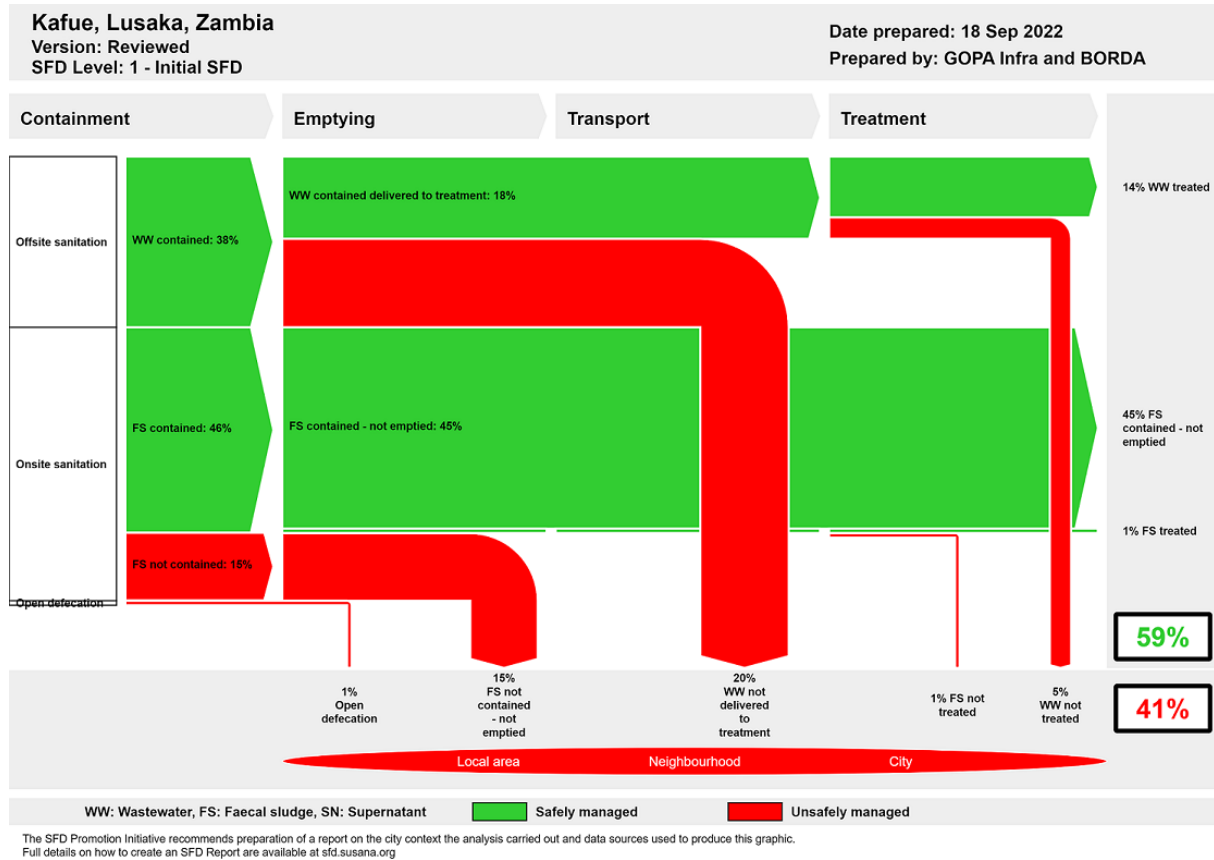 Kafue, Lusaka, Zambia
Version: Reviewed
SFD Level: 1 - Initial SFD
Date prepared: 18 Sep 2022
Prepared by: GOPA Infra and BORDA
Containment
Emptying
Transport
Treatment
Offsite sanitation
WW contained: 38%
WW contained delivered to treatment: 18%
14% WW treated
Onsite sanitation
FS contained: 46%
FS contained - not emptied: 45%
45% FS
contained - not
emptied
1% FS treated
FS not contained: 15%
Open defecation
59%
1%
Open
defecation
15%
FS not
contained
- not
emptied
20%
WW not
delivered
to
treatment
1% FS not
treated
5%
WW not
treated
41%
Local area
Neighbourhood
City
WW: Wastewater, FS: Faecal sludge, SN: Supernatant
Safely managed
Unsafely managed
The SFD Promotion Initiative recommends preparation of a report on the city context the analysis carried out and data sources used to produce this graphic.
Full details on how to create an SFD Report are available at sfd.susana.org